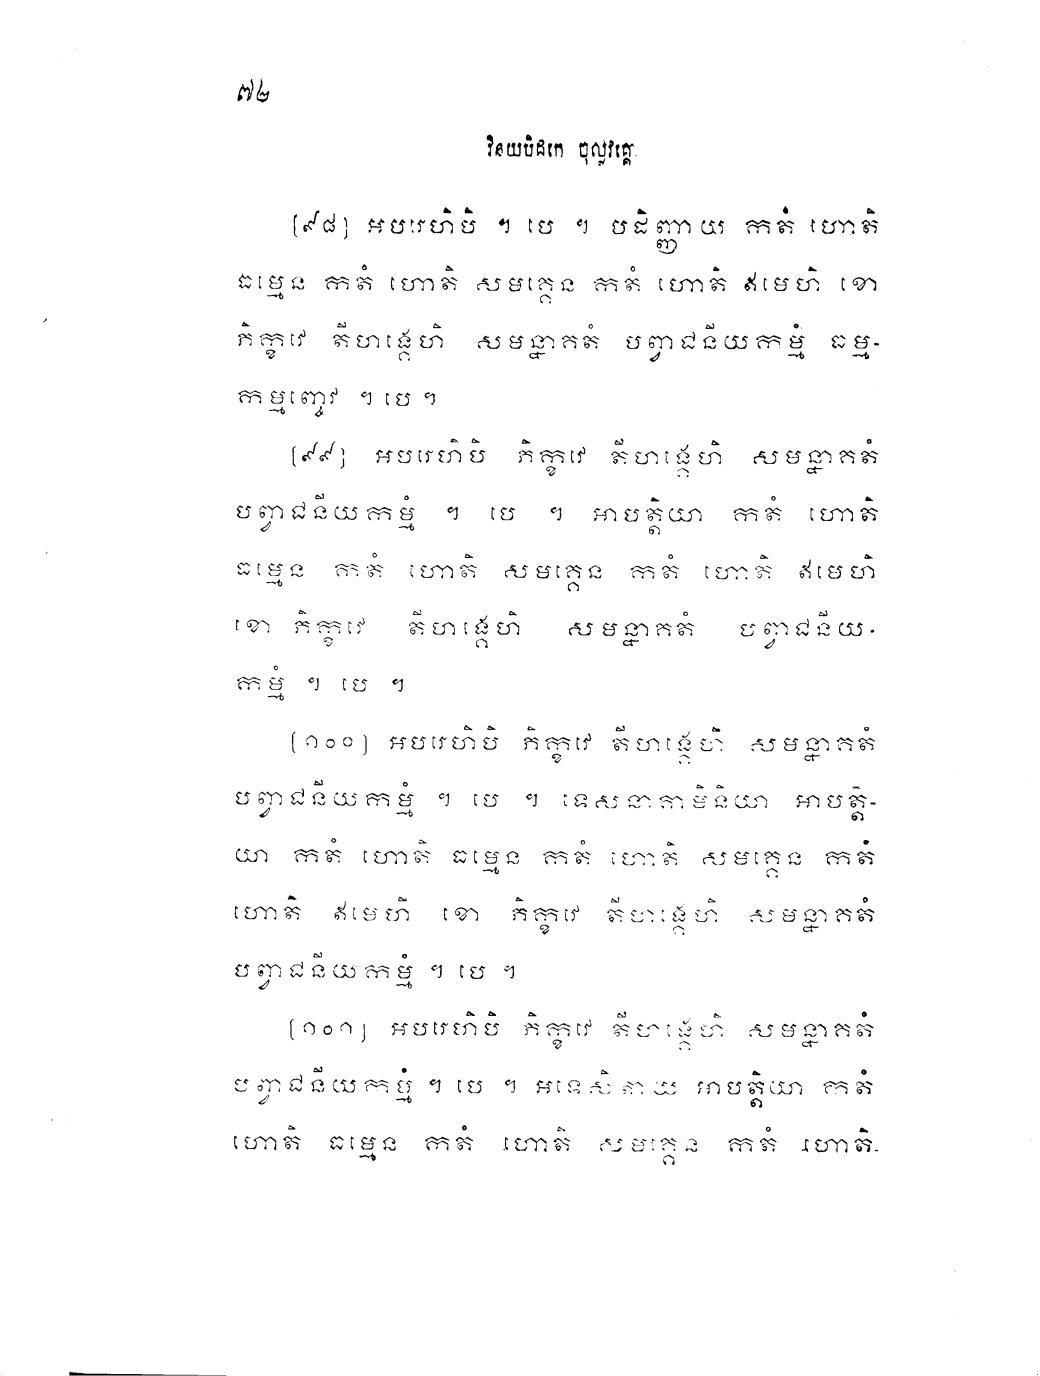 ៧២
វិនយបិដកេ ចុល្លវគ្គេ
(៩៨) អបរេហិបិ ។ បេ ។ បដិញ្ញាយ កតំ ហោតិ
ធម្មេន កតំ ហោតិ សមគ្គេន កតំ ហោតិ ឥមេហិ ខោ
ភិក្ខវេ តីហង្គេហិ សមន្នាគតំ បព្វាជនីយកម្មំ ធម្ម-
កម្មញ្ចេវ ។ បេ ។
(៩៩) អបរេហិបិ ភិក្ខវេ តីហង្គេហិ សមន្នាគតំ
បព្វាជនីយកម្មំ ។ បេ ។ អាបត្តិយា កតំ ហោតិ
ធម្មេន កតំ ហោតិ សមគ្គេន កតំ ហោតិ ឥមេហិ
ខោ ភិក្ខវេ តីហង្គេហិ សមន្នាគតំ បព្វាជនីយ-
កម្មំ ។ បេ ។
(១០០) អបរេហិបិ ភិក្ខវេ តីហង្គេហិ សមន្នាគតំ
បព្វាជនីយកម្មំ ។ បេ ។ ទេសនាគាមិនិយា អាបត្តិ-
យា កតំ ហោតិ ធម្មេន កតំ ហោតិ សមគ្គេន កតំ
ហោតិ ឥមេហិ ខោ ភិក្ខវេ តីហង្គេហិ សមន្នាគតំ
បព្វាជនីយកម្មំ ។ បេ ។
(១០១) អបរេហិបិ ភិក្ខវេ តីហង្គេហិ សមន្នាគតំ
បព្វាជនីយកម្មំ ។ បេ ។ អទេសិតាយ អាបត្តិយា កតំ
ហោតិ ធម្មេន កតំ ហោតិ សមគ្គេន កតំ ហោតិ